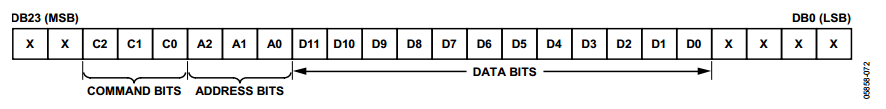 DB23 (MSB) DB0 (LSB)
X X C2 C1 C0 A2 A1 A0 D11 D10 D9 D8 D7 D6 D5 D4 D3 D2 D1 D0 X X X X
COMMAND BITS ADDRESS BITS DATA BITS
05858-072